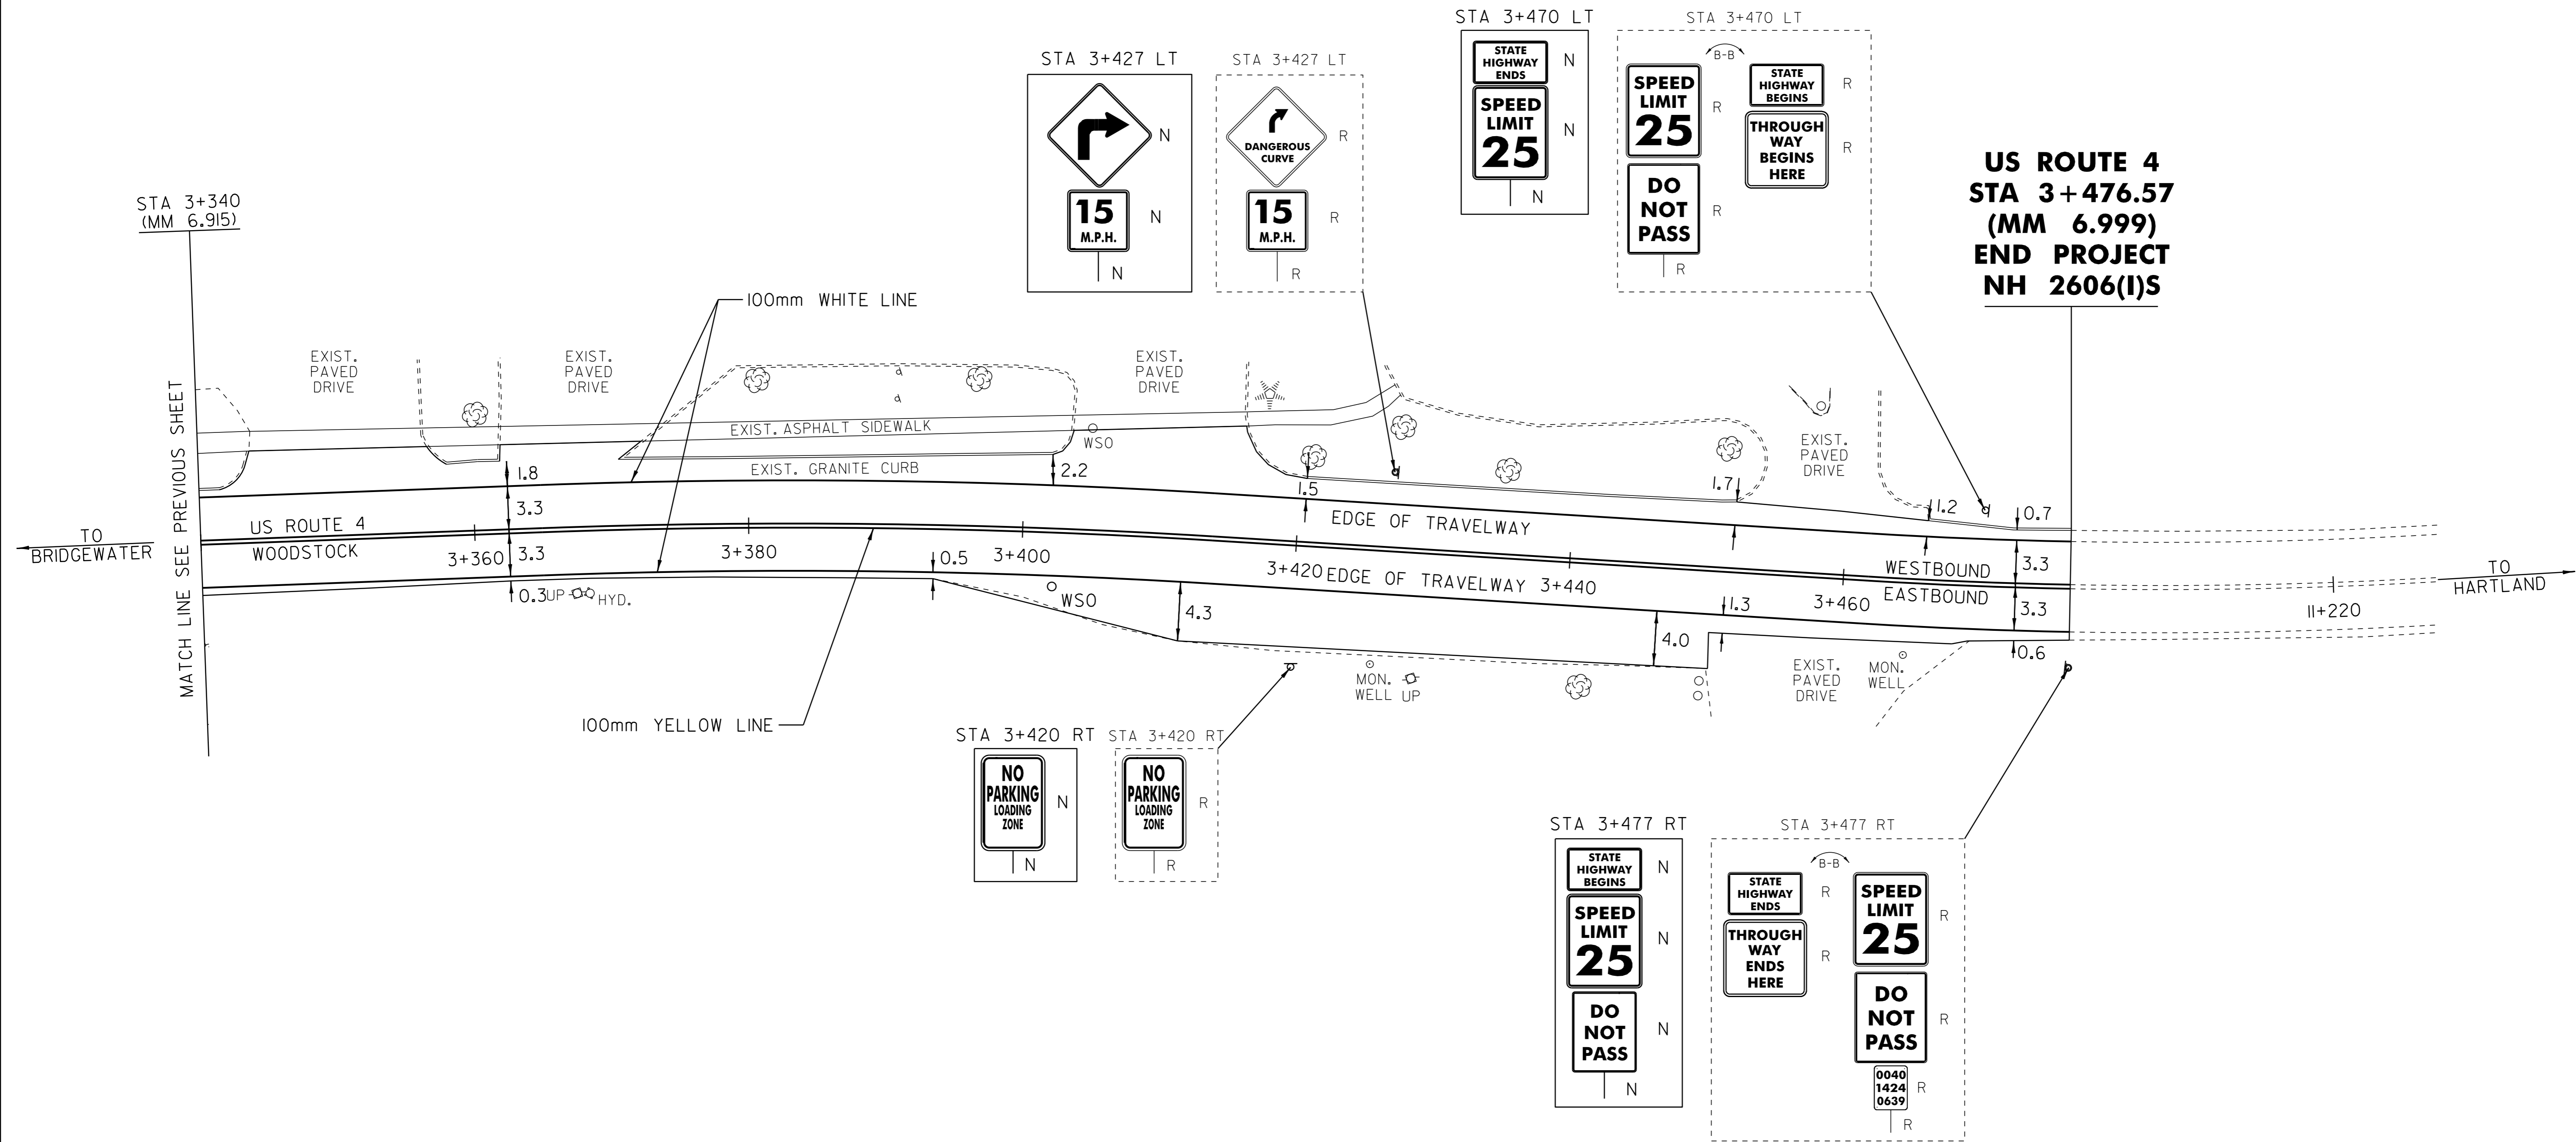 STA 3+470 LT
STATE
HIGHWAY
ENDS
N
SPEED
LIMIT
25
N
N
STA 3+470 LT
B-B
SPEED
LIMIT
25
R
DO
NOT
PASS
R
R
STATE
HIGHWAY
BEGINS
R
THROUGH
WAY
BEGINS
HERE
R
STA 3+427 LT
N
15
M.P.H.
N
N
STA 3+427 LT
DANGEROUS
CURVE
R
15
M.P.H.
R
R
US ROUTE 4
STA 3+476.57
(MM 6.999)
END PROJECT
NH 2606(1)S
STA 3+340
(MM 6.915)
MATCH LINE SEE PREVIOUS SHEET
100mm WHITE LINE
EXIST.
PAVED
DRIVE
EXIST.
PAVED
DRIVE
EXIST.
PAVED
DRIVE
EXIST.
PAVED
DRIVE
EXIST. ASPHALT SIDEWALK
WSO
EXIST. GRANITE CURB
1.8
2.2
1.5
1.7
1.2
0.7
3.3
US ROUTE 4
EDGE OF TRAVELWAY
TO
BRIDGEWATER
WOODSTOCK
3+360
3.3
3+380
3+400
3+420
EDGE OF TRAVELWAY
3+440
3+460
WESTBOUND
EASTBOUND
3.3
3.3
TO
HARTLAND
11+220
0.5
0.3
UP
HYD.
WSO
4.3
4.0
1.3
0.6
MON.
WELL
UP
EXIST.
PAVED
DRIVE
MON.
WELL
100mm YELLOW LINE
STA 3+420 RT
NO
PARKING
LOADING
ZONE
N
N
STA 3+420 RT
NO
PARKING
LOADING
ZONE
R
R
STA 3+477 RT
STATE
HIGHWAY
BEGINS
N
SPEED
LIMIT
25
N
DO
NOT
PASS
N
N
STA 3+477 RT
B-B
STATE
HIGHWAY
ENDS
R
THROUGH
WAY
ENDS
HERE
R
SPEED
LIMIT
25
R
DO
NOT
PASS
R
0040
1424
0639
R
R